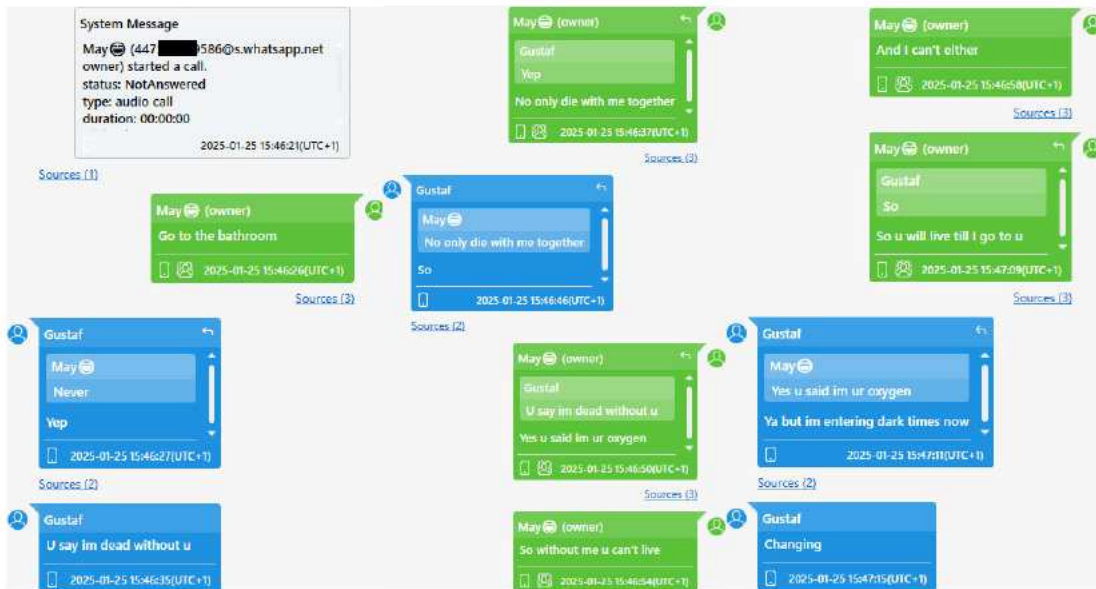 System Message
May😂 (447 9586@s.whatsapp.net
owner) started a call.
status: NotAnswered
type: audio call
duration: 00:00:00
2025-01-25 15:46:21(UTC+1)
Sources (1)
May😂 (owner)
Go to the bathroom
2025-01-25 15:46:26(UTC+1)
Sources (3)
Gustaf
May😂
Never
Yep
2025-01-25 15:46:27(UTC+1)
Sources (2)
Gustaf
U say im dead without u
2025-01-25 15:46:35(UTC+1)
May😂 (owner)
Gustaf
Yep
No only die with me together
2025-01-25 15:46:37(UTC+1)
Sources (3)
Gustaf
May😂
No only die with me together
So
2025-01-25 15:46:46(UTC+1)
Sources (2)
May😂 (owner)
Gustaf
U say im dead without u
Yes u said im ur oxygen
2025-01-25 15:46:50(UTC+1)
Sources (3)
May😂 (owner)
So without me u can't live
2025-01-25 15:46:54(UTC+1)
May😂 (owner)
And I can't either
2025-01-25 15:46:58(UTC+1)
Sources (3)
May😂 (owner)
Gustaf
So
So u will live till I go to u
2025-01-25 15:47:09(UTC+1)
Sources (3)
Gustaf
May😂
Yes u said im ur oxygen
Ya but im entering dark times now
2025-01-25 15:47:11(UTC+1)
Sources (2)
Gustaf
Changing
2025-01-25 15:47:15(UTC+1)